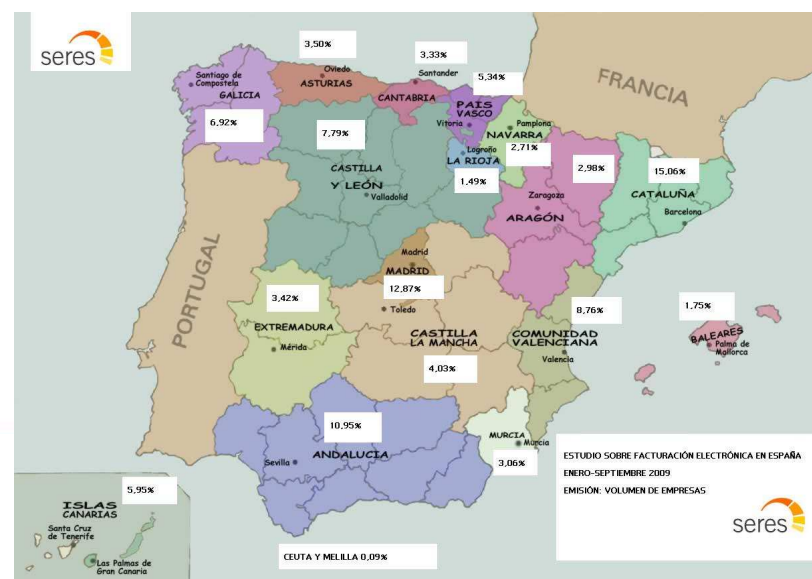 seres
3,50%
3,33%
5,34%
FRANCIA
Oviedo
ASTURIAS
Santander
CANTABRIA
Santiago de
Compostela
GALICIA
6,92%
PAÍS
VASCO
Vitoria
Pamplona
NAVARRA
2,71%
7,79%
CASTILLA
Y LEÓN
Valladolid
Logroño
LA RIOJA
1,49%
2,98%
Zaragoza
ARAGÓN
15,06%
CATALUÑA
Barcelona
PORTUGAL
Madrid
MADRID
12,87%
Toledo
3,42%
EXTREMADURA
Mérida
CASTILLA
LA MANCHA
4,03%
8,76%
COMUNIDAD
VALENCIANA
Valencia
1,75%
BALEARES
Palma de
Mallorca
10,95%
ANDALUCIA
Sevilla
MURCIA
Murcia
3,06%
ESTUDIO SOBRE FACTURACIÓN ELECTRÓNICA EN ESPAÑA
ENERO-SEPTIEMBRE 2009
EMISIÓN: VOLUMEN DE EMPRESAS
seres
5,95%
ISLAS
CANARIAS
Santa Cruz
de Tenerife
Las Palmas de
Gran Canaria
CEUTA Y MELILLA 0,09%